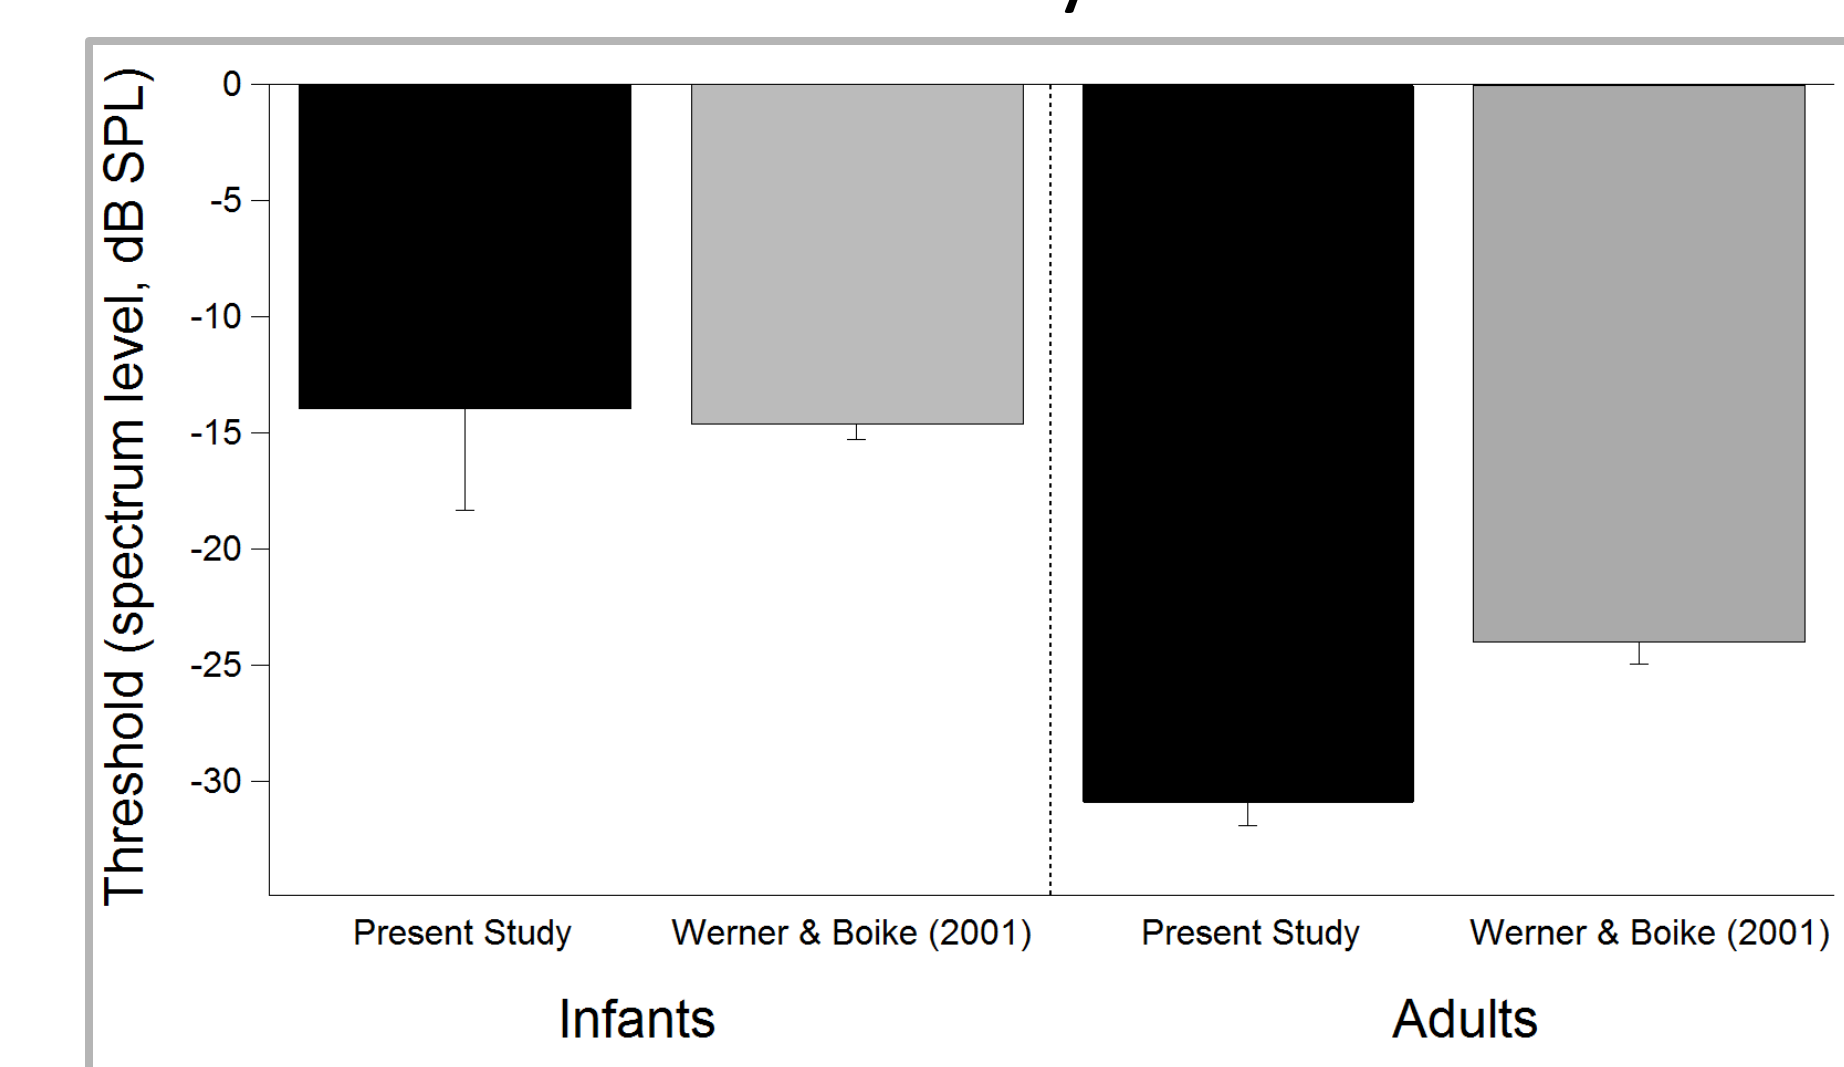 Threshold (spectrum level, dB SPL)
0
-5
-10
-15
-20
-25
-30
Present Study
Werner & Boike (2001)
Present Study
Werner & Boike (2001)
Infants
Adults